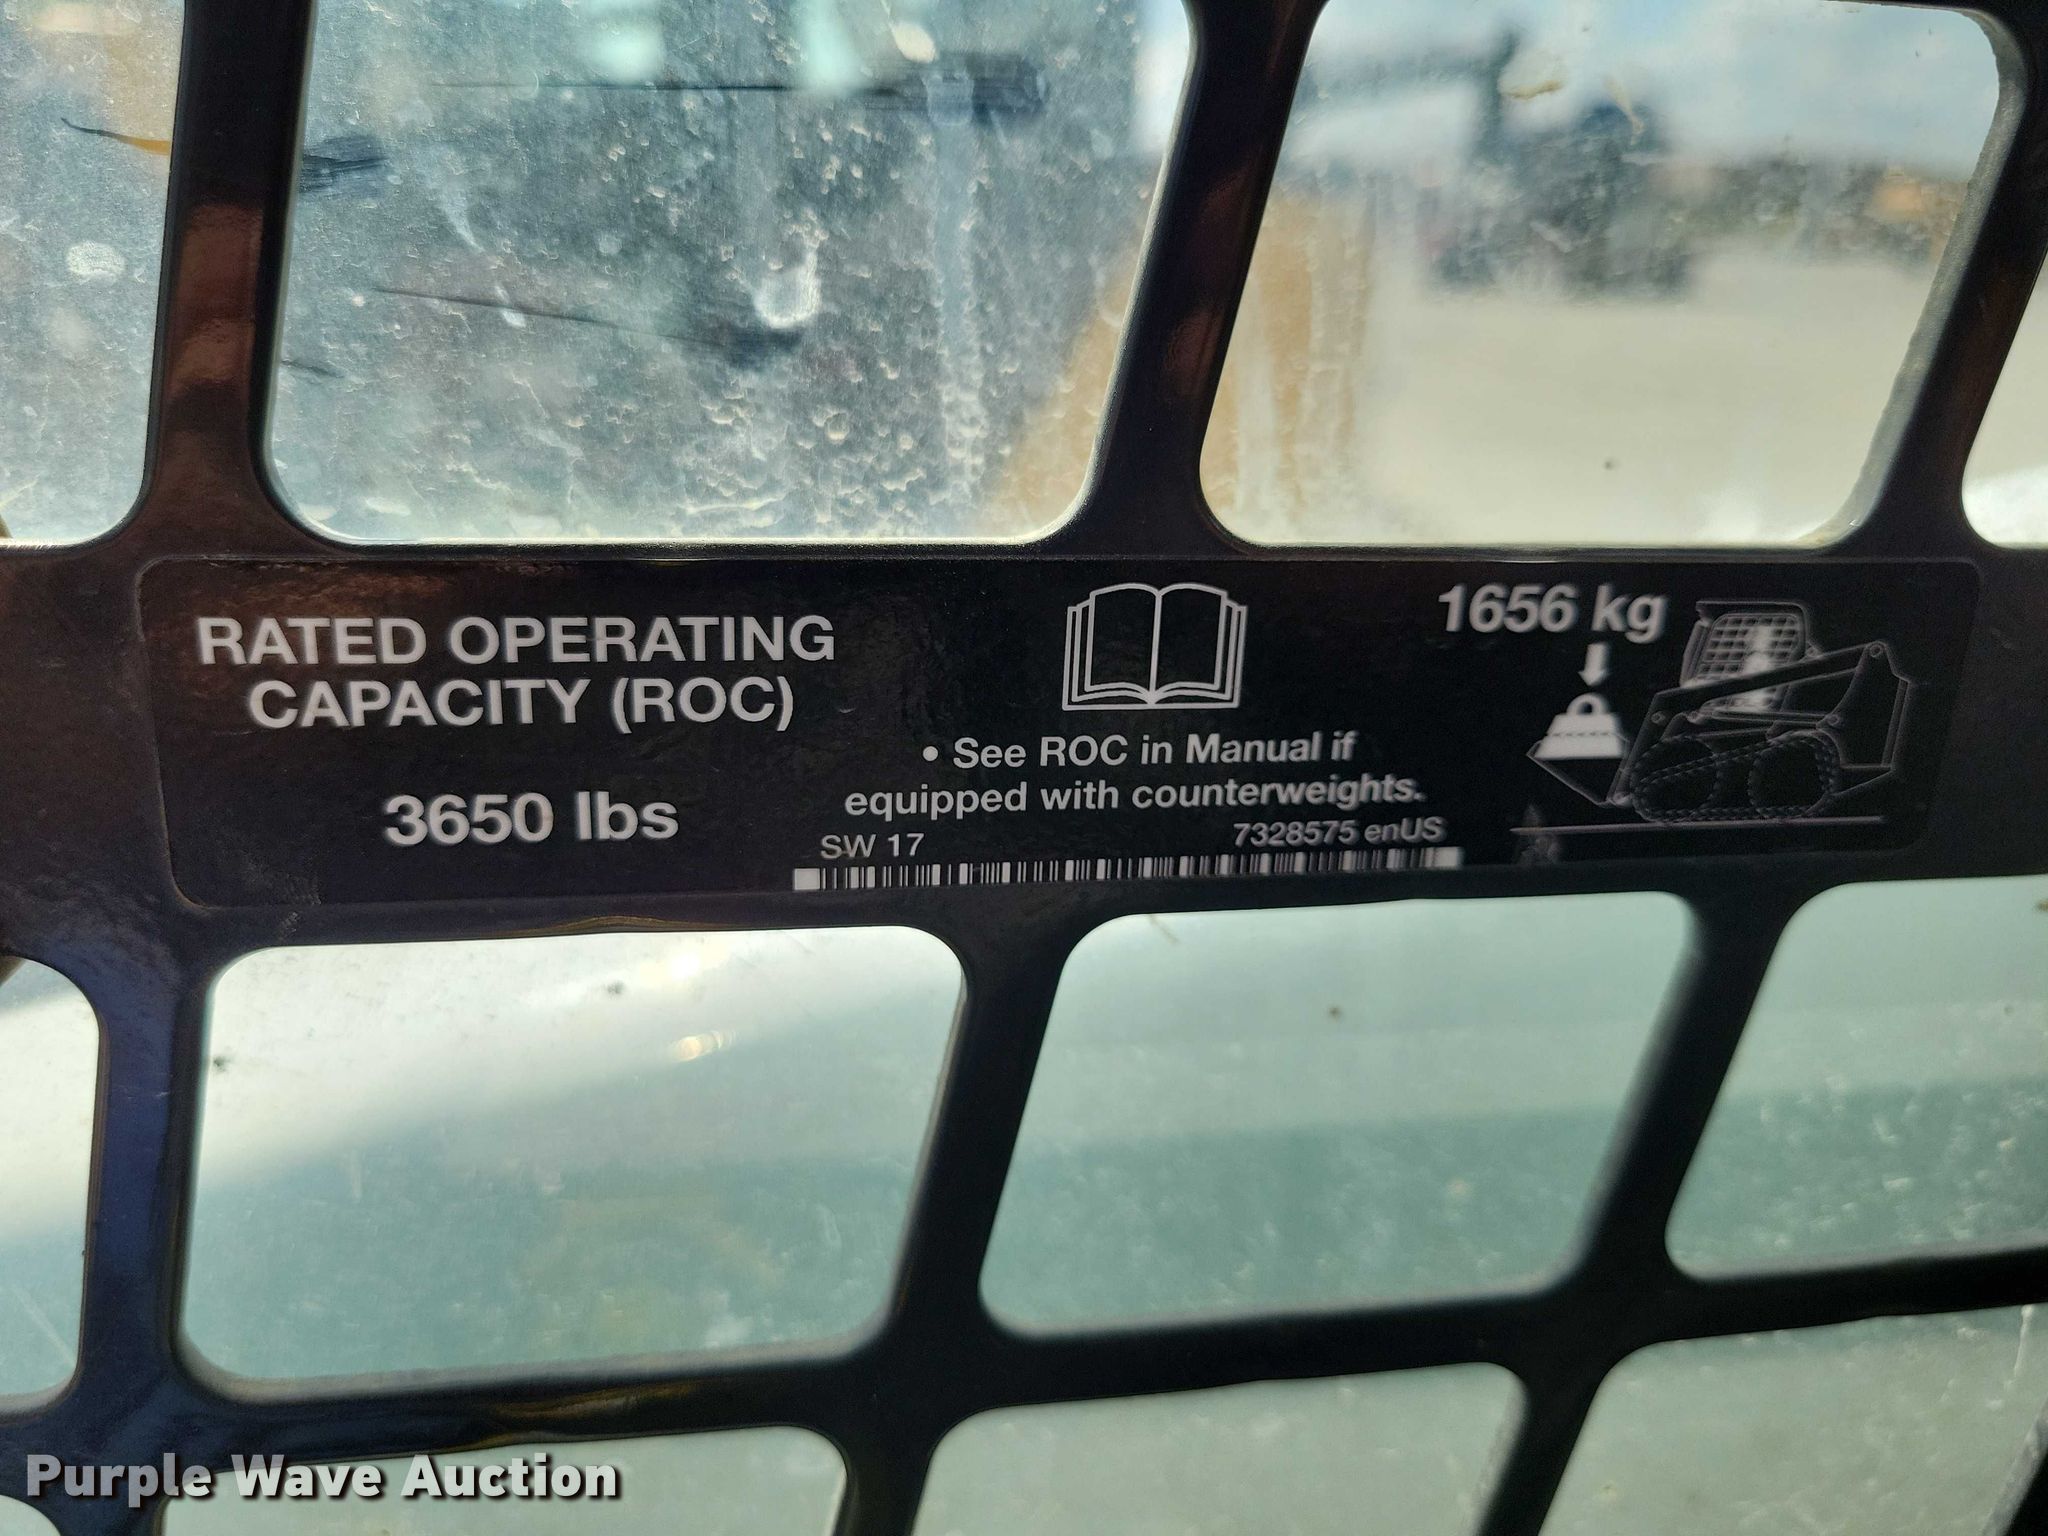 RATED OPERATING
CAPACITY (ROC)
3650 lbs
• See ROC in Manual if
equipped with counterweights.
SW 17
7328575 enUS
1656 kg
Purple Wave Auction